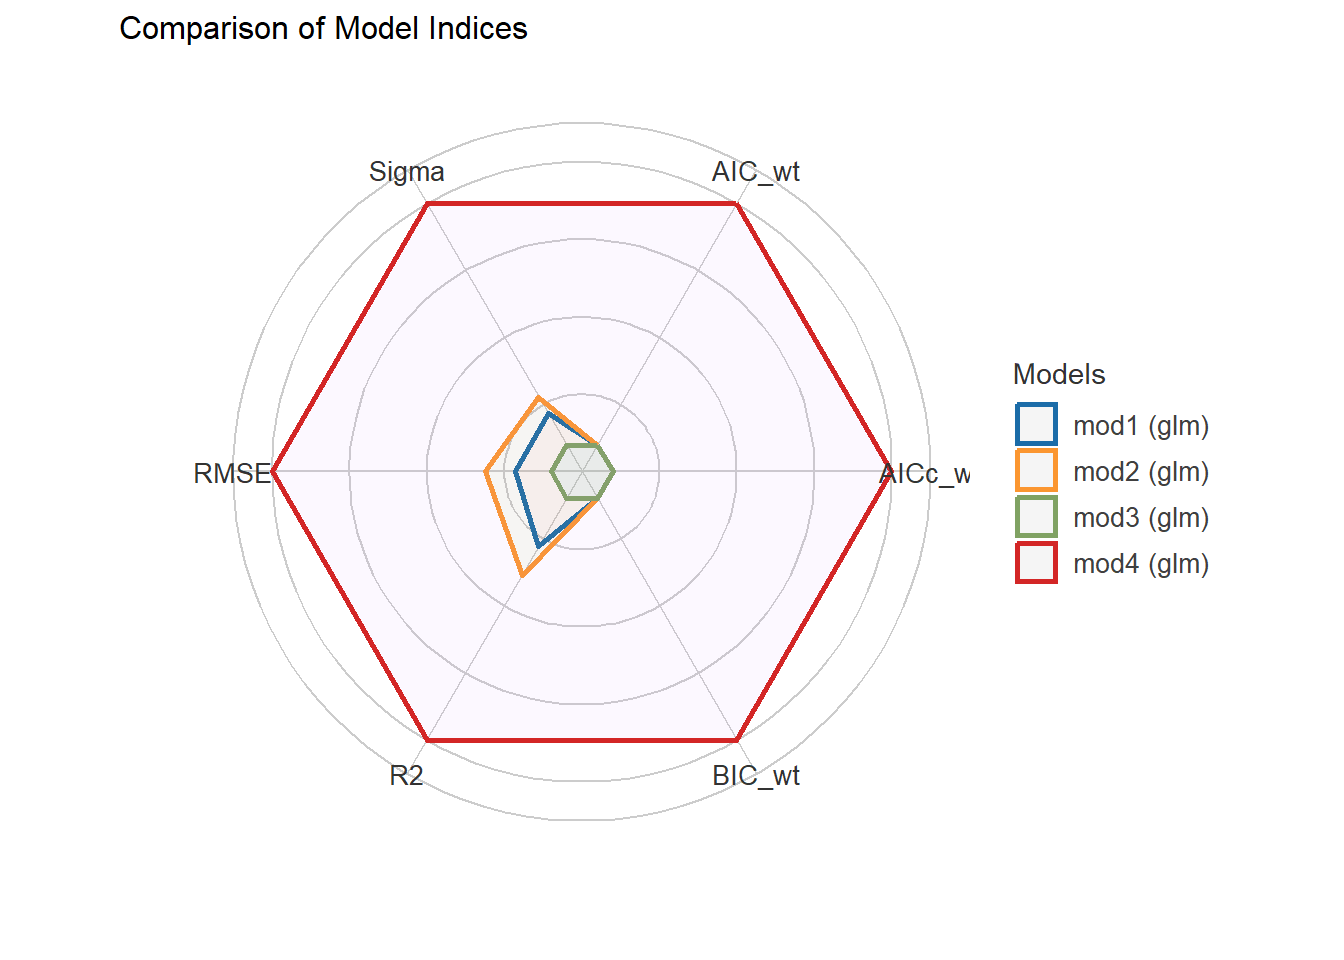 Comparison of Model Indices
Sigma
AIC_wt
RMSE
AICc_w
R2
BIC_wt
Models
mod1 (glm)
mod2 (glm)
mod3 (glm)
mod4 (glm)